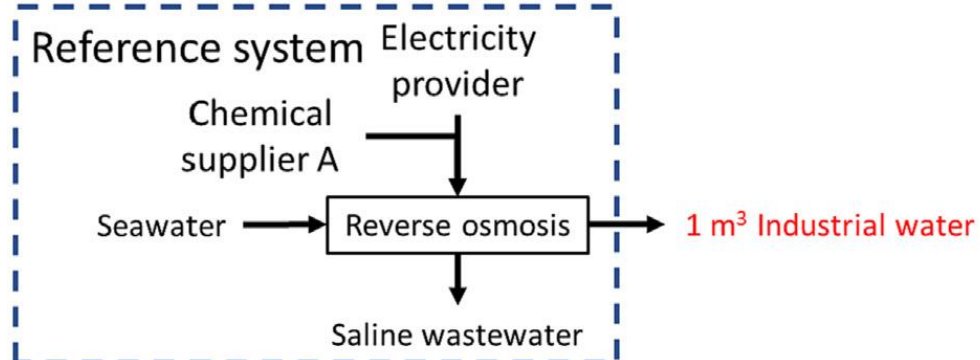 Reference system
Electricity
provider
Chemical
supplier A
Seawater
Reverse osmosis
1 m³ Industrial water
Saline wastewater